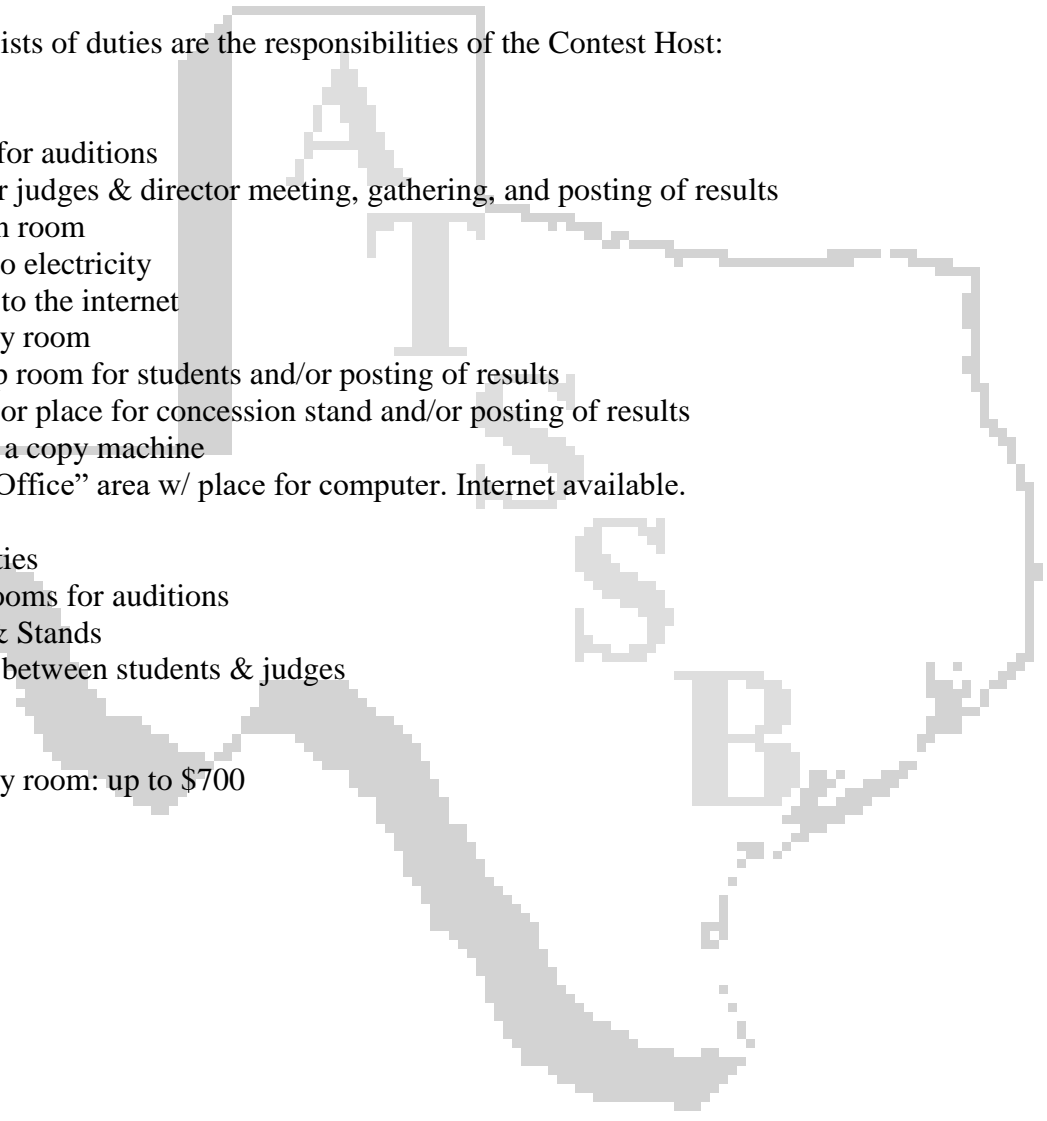 ists of duties are the responsibilities of the Contest Host:
for auditions
r judges & director meeting, gathering, and posting of results
n room
o electricity
to the internet
y room
p room for students and/or posting of results
or place for concession stand and/or posting of results
a copy machine
Office” area w/ place for computer. Internet available.
ties
ooms for auditions
& Stands
between students & judges
y room: up to $700
A
T
S
S
B